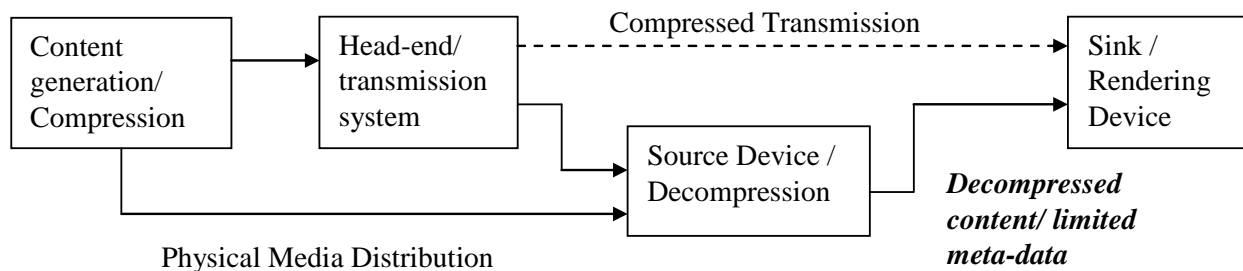 Content
generation/
Compression
Head-end/
transmission
system
Compressed Transmission
Sink /
Rendering
Device
Source Device /
Decompression
Decompressed
content/ limited
meta-data
Physical Media Distribution